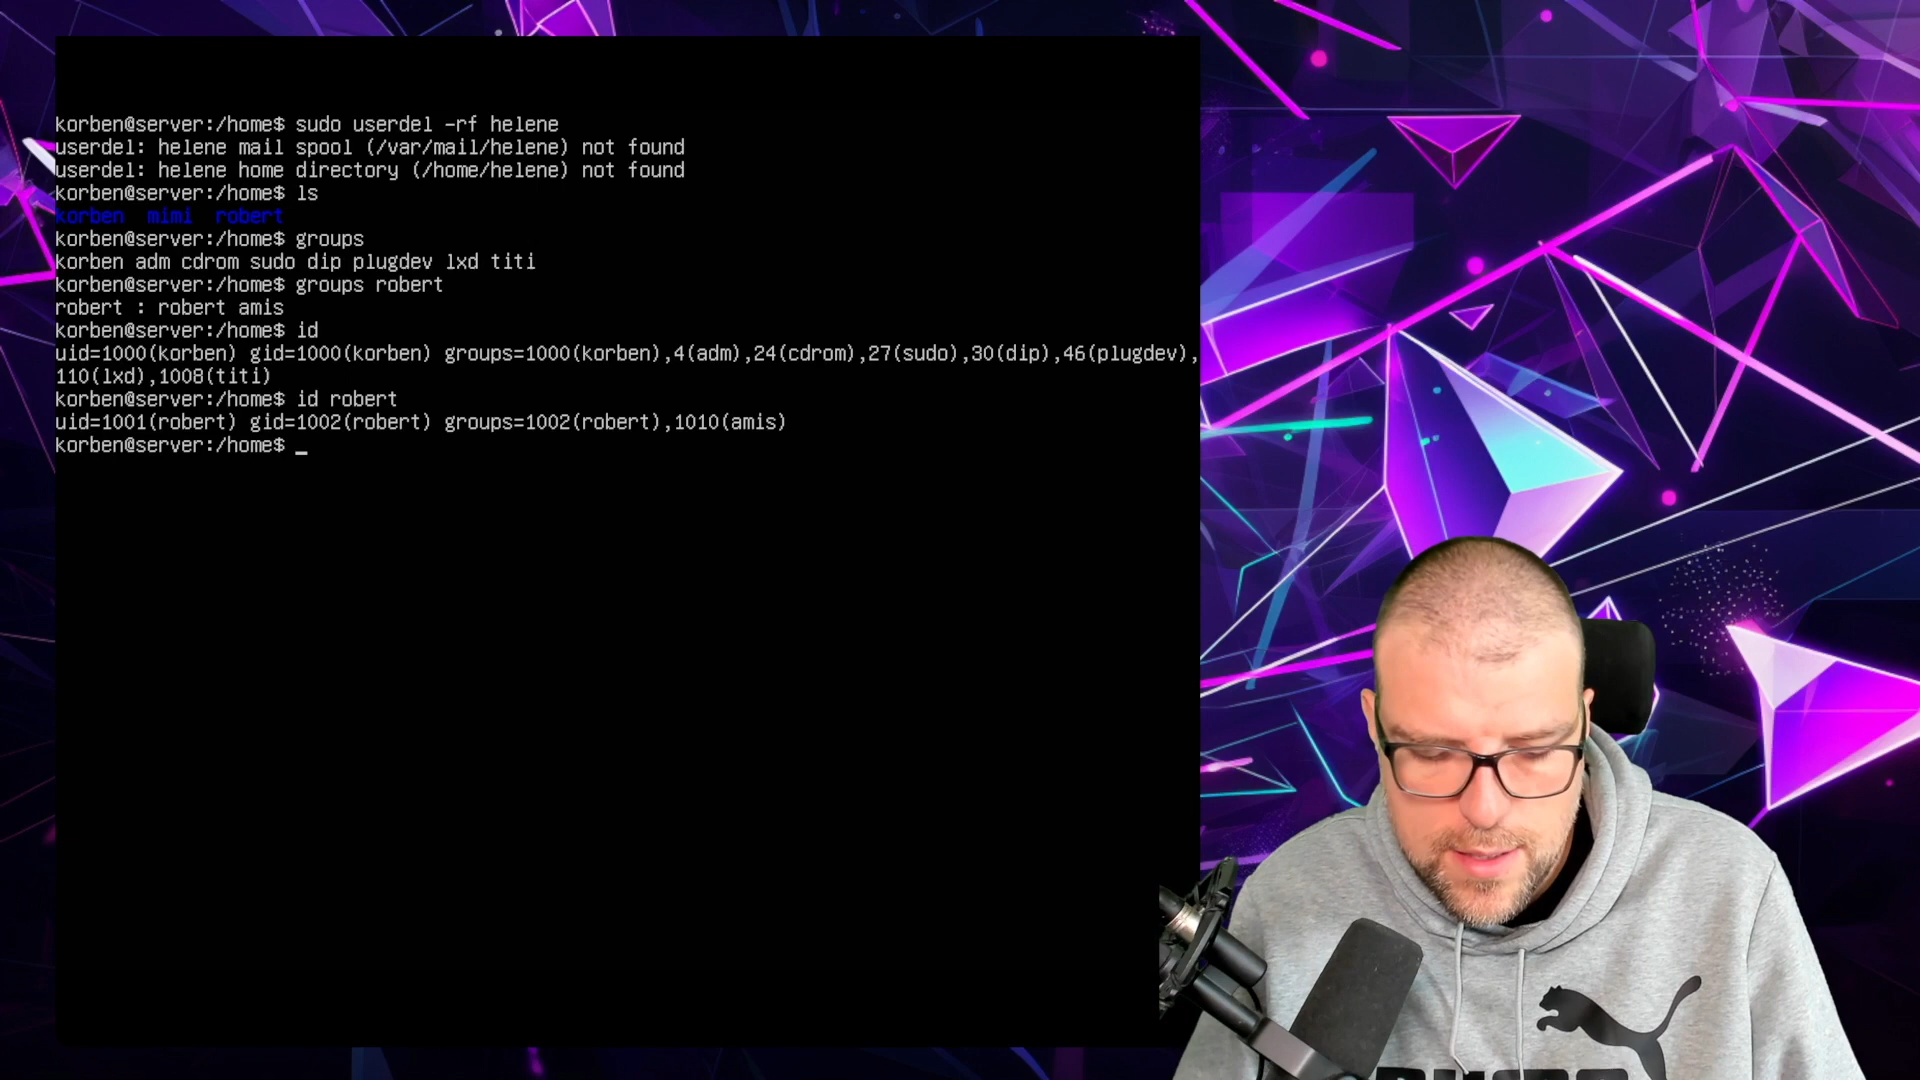 korben@server:/home$ sudo userdel -rf helene
userdel: helene mail spool (/var/mail/helene) not found
userdel: helene home directory (/home/helene) not found
korben@server:/home$ ls
korben  mimi  robert
korben@server:/home$ groups
korben adm cdrom sudo dip plugdev lxd titi
korben@server:/home$ groups robert
robert : robert amis
korben@server:/home$ id
uid=1000(korben) gid=1000(korben) groups=1000(korben),4(adm),24(cdrom),27(sudo),30(dip),46(plugdev),
110(lxd),1008(titi)
korben@server:/home$ id robert
uid=1001(robert) gid=1002(robert) groups=1002(robert),1010(amis)
korben@server:/home$ _